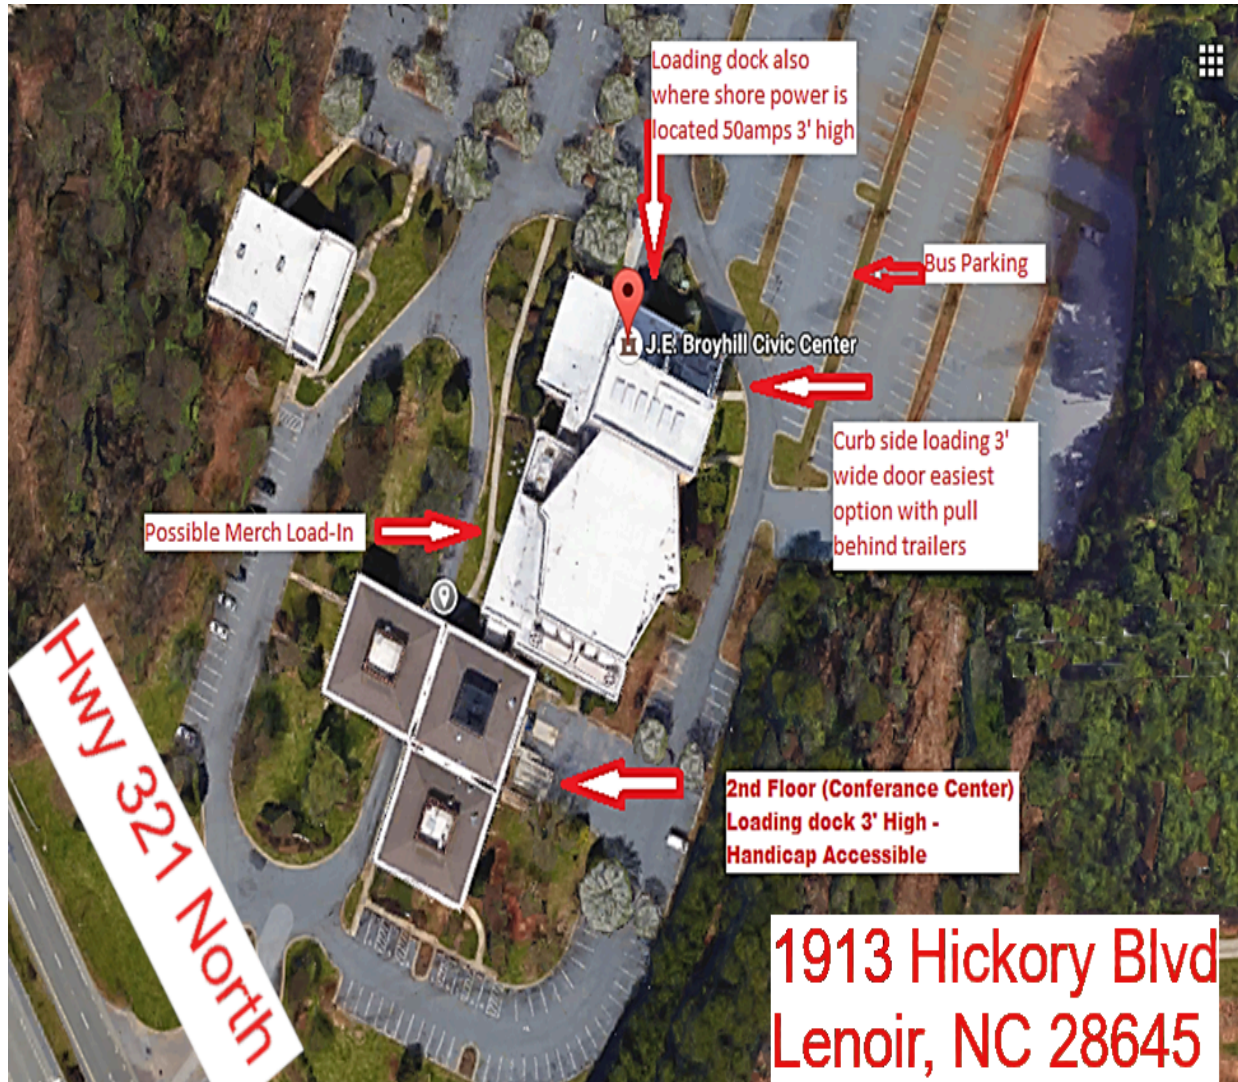 Loading dock also
where shore power is
located 50amps 3' high
Bus Parking
J.E. Broyhill Civic Center
Curb side loading 3'
wide door easiest
option with pull
behind trailers
Possible Merch Load-In
Hwy 321 North
2nd Floor (Conferance Center)
Loading dock 3' High -
Handicap Accessible
1913 Hickory Blvd
Lenoir, NC 28645